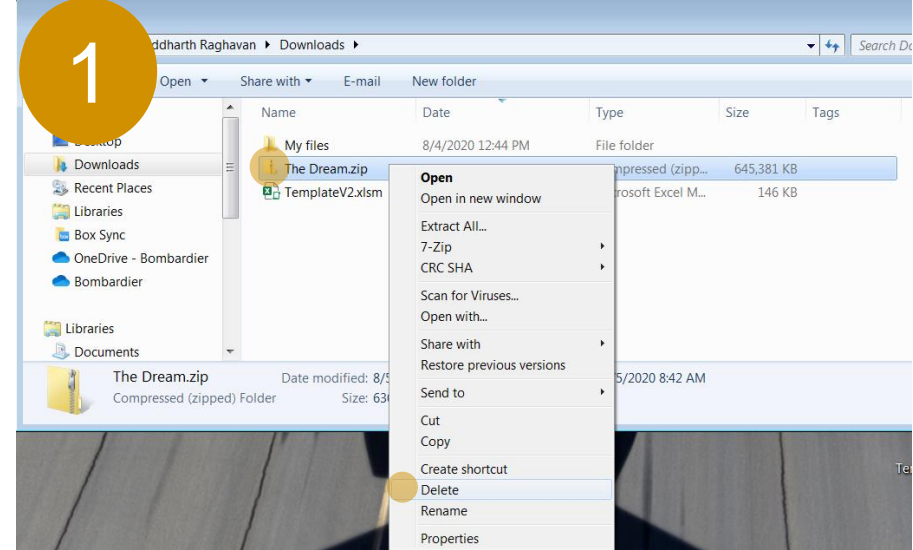 1
ddharth Raghavan ▸ Downloads ▸
Search Do
Open Share with E-mail New folder
Name Date Type Size Tags
Desktop
My files 8/4/2020 12:44 PM File folder
Downloads
The Dream.zip mpressed (zipp... 645,381 KB
Recent Places
TemplateV2.xlsm rosoft Excel M... 146 KB
Libraries
Box Sync
OneDrive - Bombardier
Bombardier
Libraries
Documents
Open
Open in new window
Extract All...
7-Zip
CRC SHA
Scan for Viruses...
Open with...
Share with
Restore previous versions
Send to
Cut
Copy
Create shortcut
Delete
Rename
Properties
The Dream.zip Date modified: 8/5 5/2020 8:42 AM
Compressed (zipped) Folder Size: 630
Ter